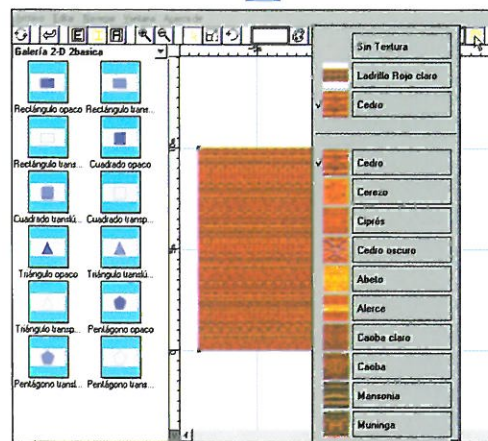 Galería 2-D 2basica
Rectángulo opaco Rectángulo trans...
Rectángulo trans... Cuadrado opaco
Cuadrado translú... Cuadrado transp...
Triángulo opaco Triángulo translú...
Triángulo transp... Pentágono opaco
Pentágono transl... Pentágono trans...
Sin Textura
Ladrillo Rojo claro
Cedro
Cedro
Cerezo
Ciprés
Cedro oscuro
Abeto
Alerce
Caoba claro
Caoba
Mansonia
Muninga